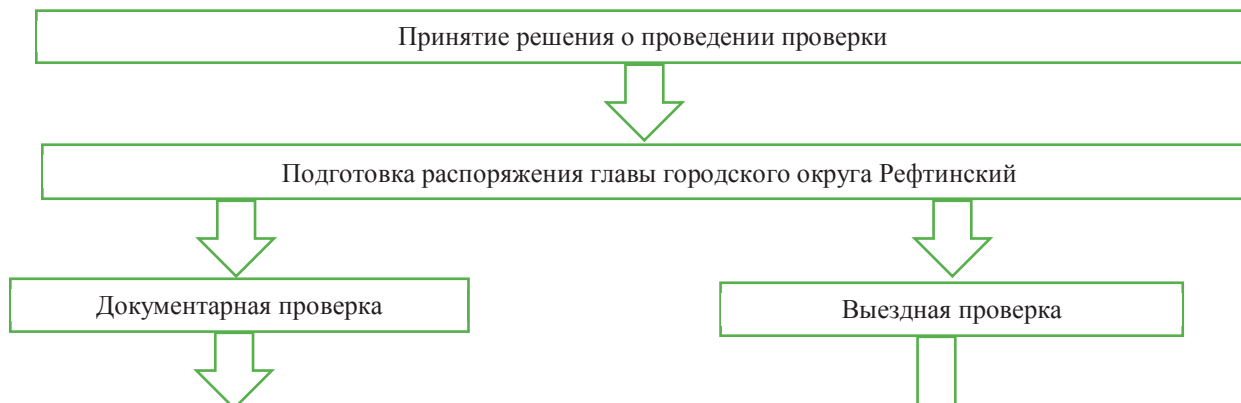 Принятие решения о проведении проверки
Подготовка распоряжения главы городского округа Рефтинский
Документарная проверка
Выездная проверка